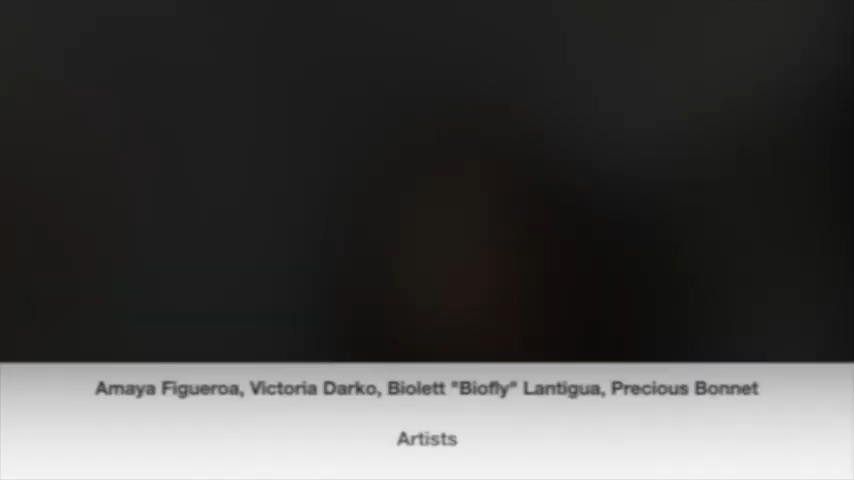 Amaya Figueroa, Victoria Darko, Biolett "Biofly" Lantigua, Precious Bonnet
Artists